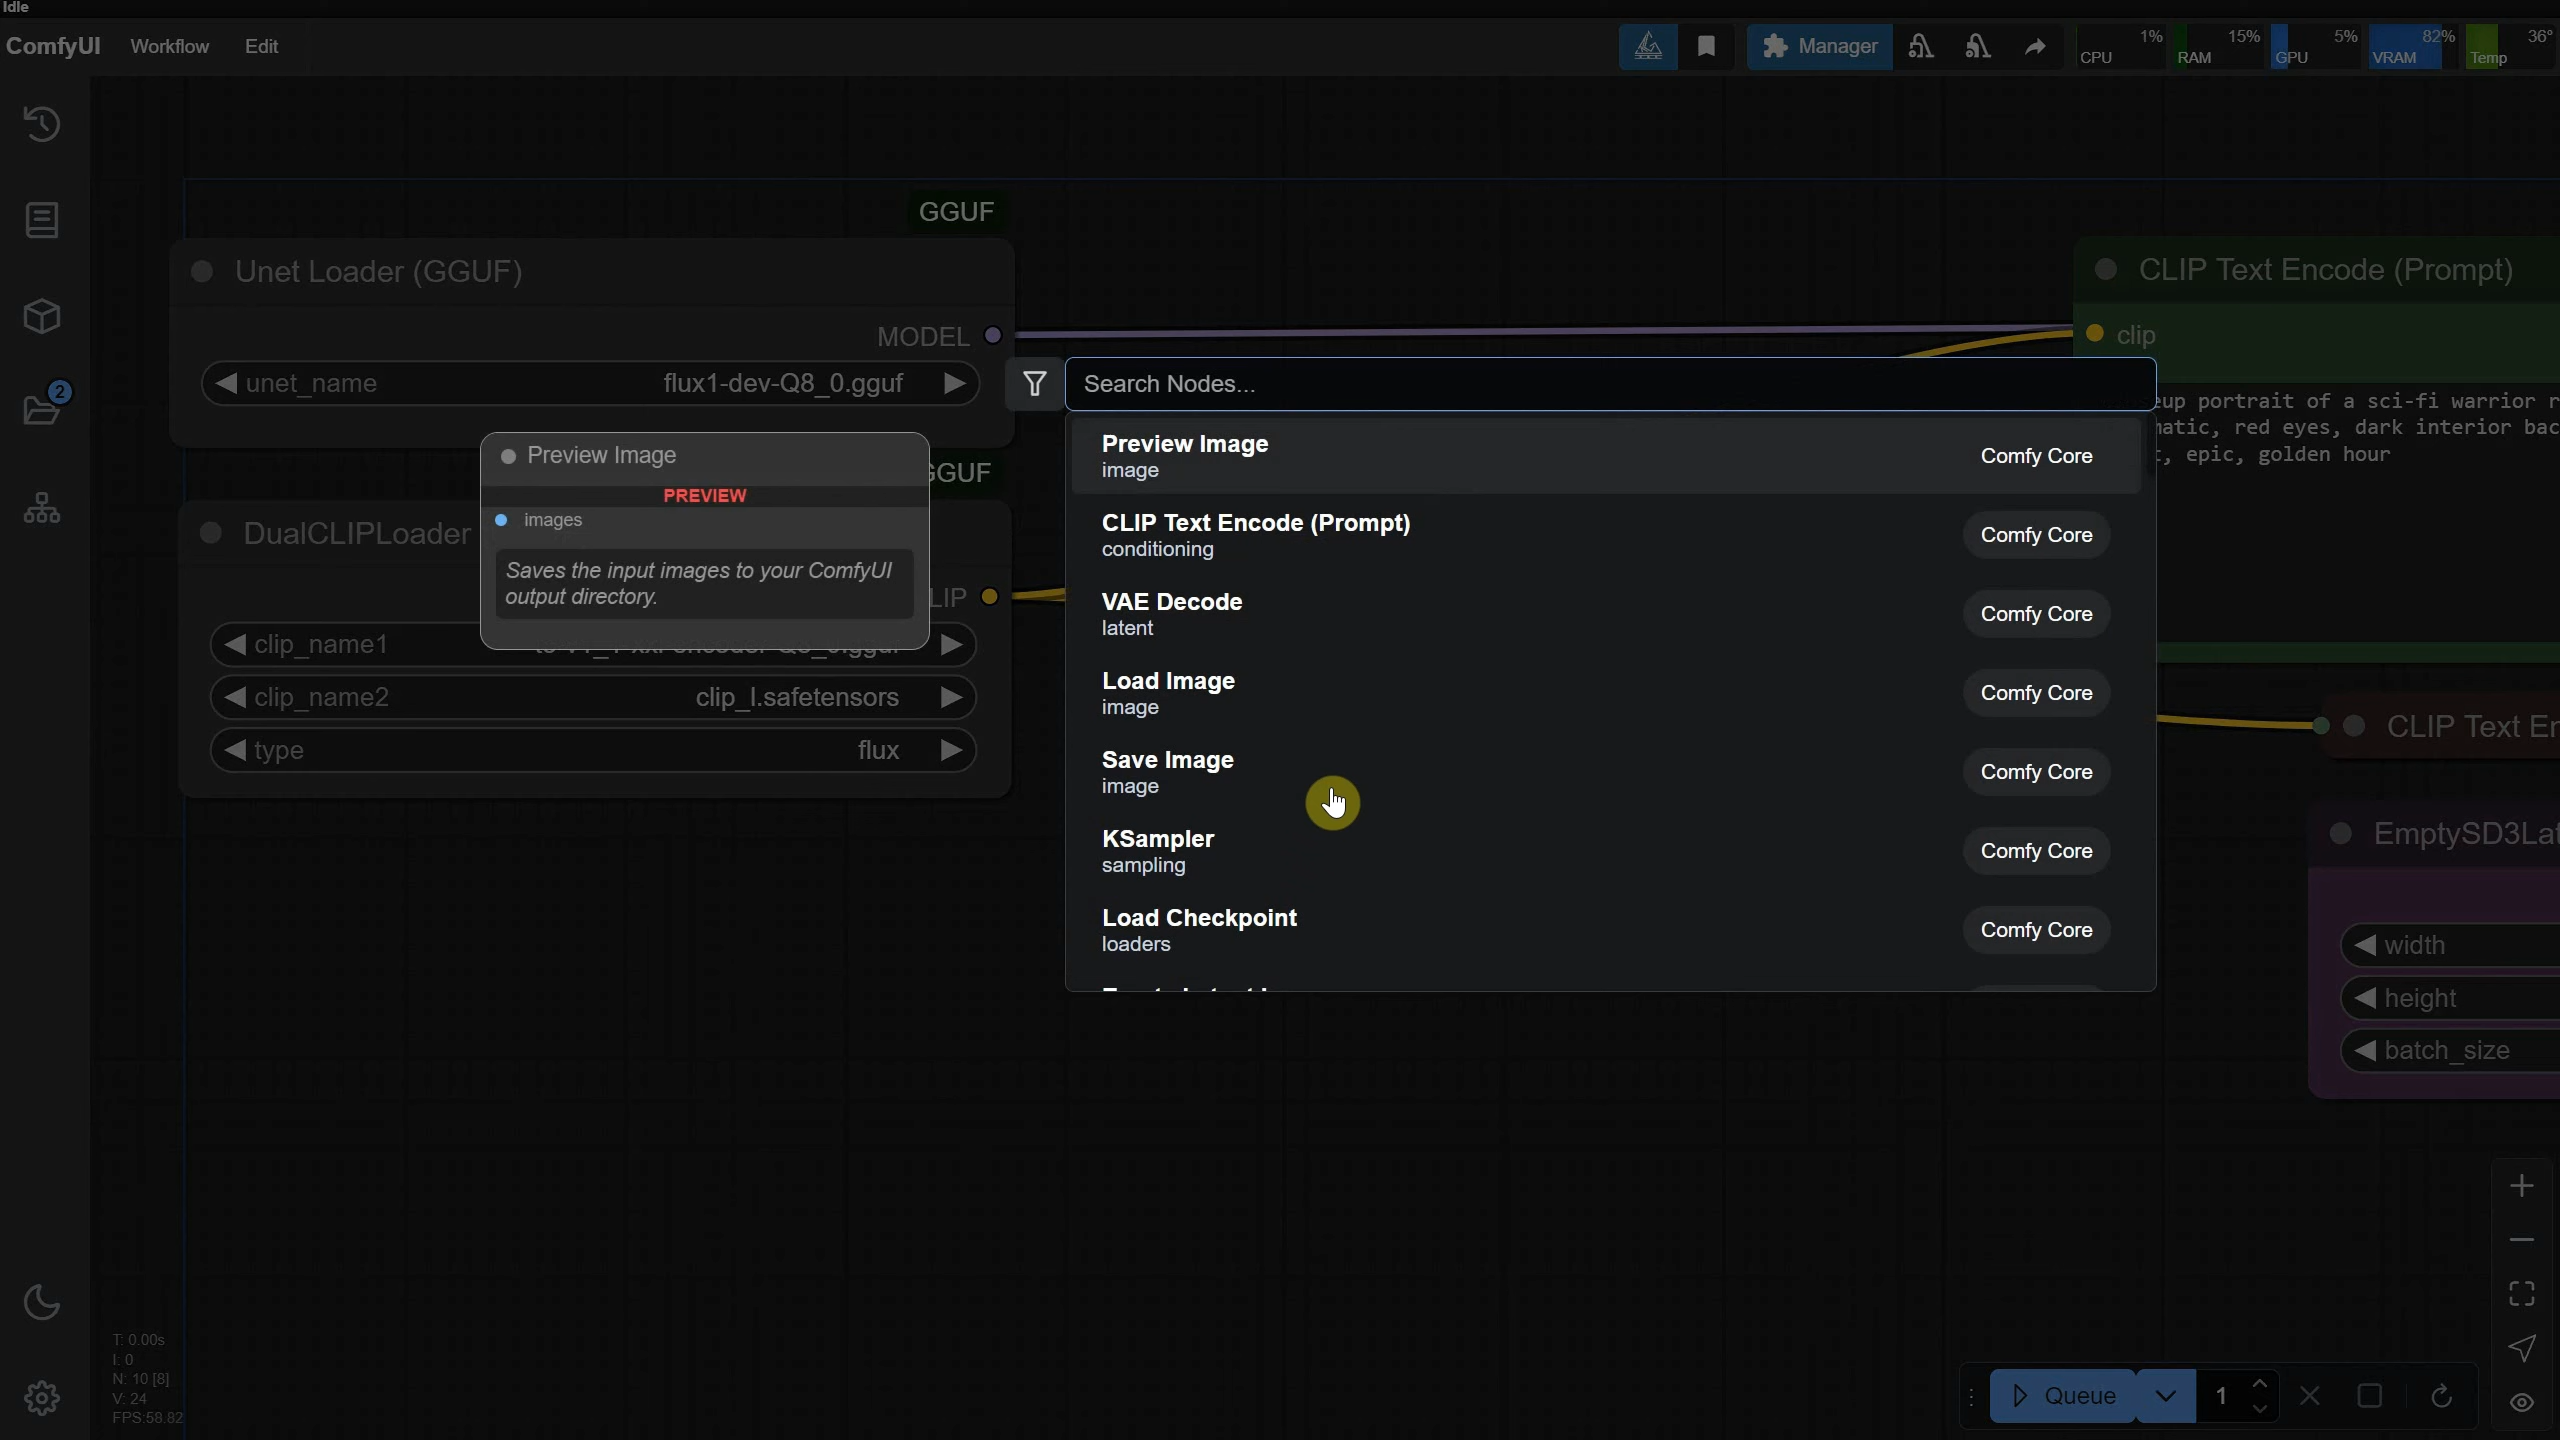 Idle
ComfyUI Workflow Edit
Manager
CPU 1%
RAM 15%
GPU 5%
VRAM 82%
Temp 36°
2
GGUF
Unet Loader (GGUF)
MODEL
unet_name flux1-dev-Q8_0.gguf
GGUF
DualCLIPLoader
LIP
clip_name1
clip_name2 clip_l.safetensors
type flux
Preview Image
PREVIEW
images
Saves the input images to your ComfyUI
output directory.
Search Nodes...
Preview Image
image
Comfy Core
CLIP Text Encode (Prompt)
conditioning
Comfy Core
VAE Decode
latent
Comfy Core
Load Image
image
Comfy Core
Save Image
image
Comfy Core
KSampler
sampling
Comfy Core
Load Checkpoint
loaders
Comfy Core
CLIP Text Encode (Prompt)
clip
up portrait of a sci-fi warrior r
matic, red eyes, dark interior bac
, epic, golden hour
CLIP Text En
EmptySD3Lat
width
height
batch_size
T: 0.00s
I: 0
N: 10 [8]
V: 24
FPS:58.82
Queue 1